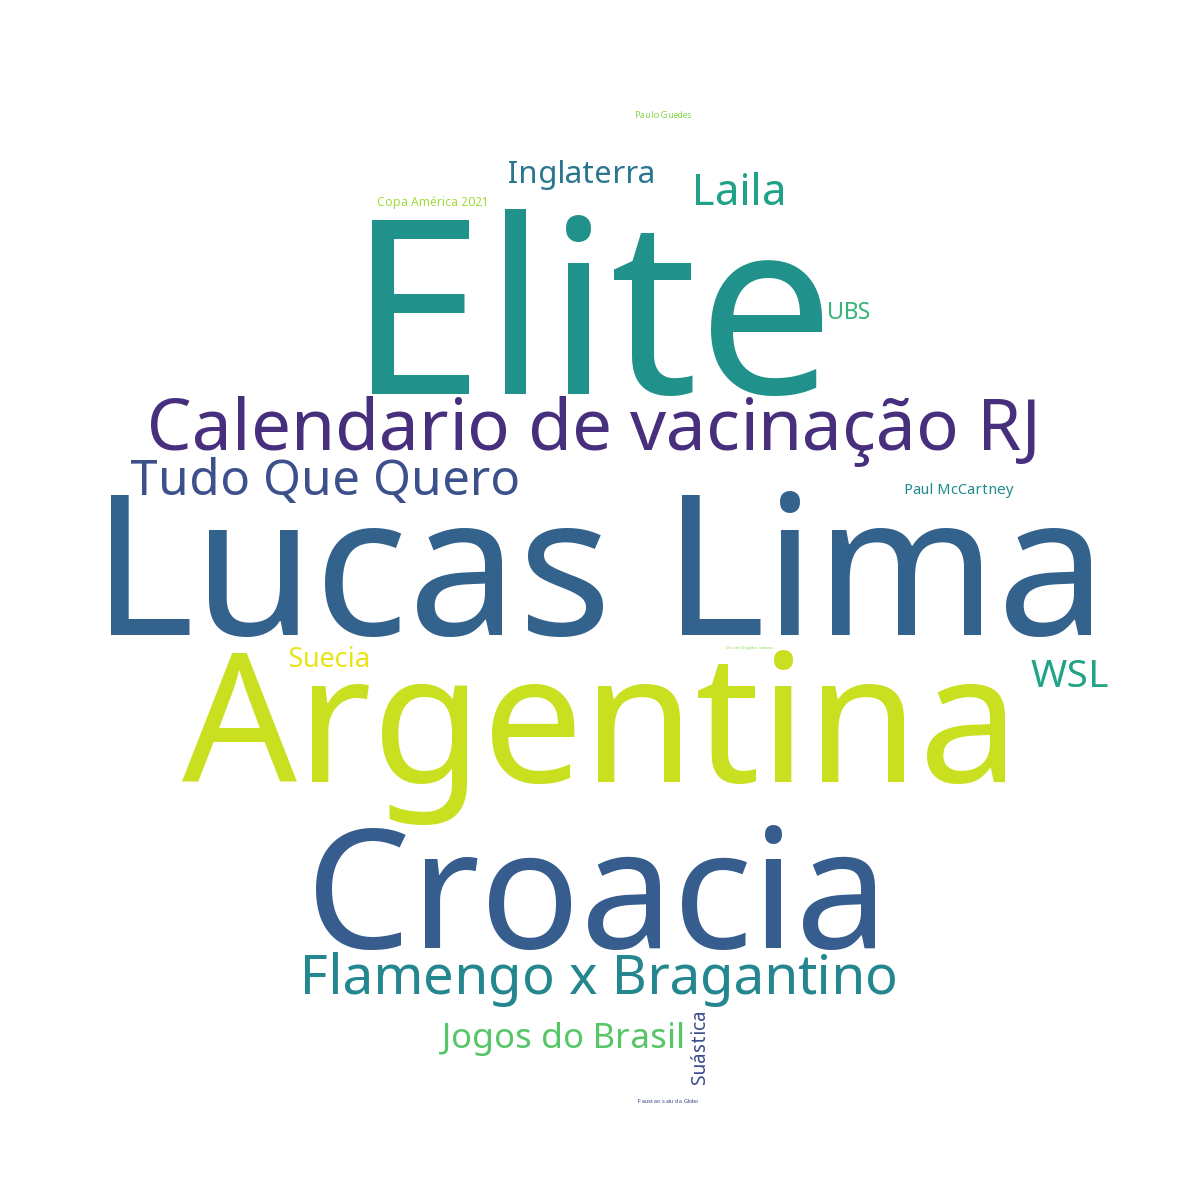 Paulo Guedes
Inglaterra
Laila
Copa América 2021
Elite
UBS
Calendario de vacinação RJ
Tudo Que Quero
Paul McCartney
Lucas Lima
Suecia
WSL
Argentina
Croacia
Flamengo x Bragantino
Jogos do Brasil
Suástica
Faustao saiu da Globo